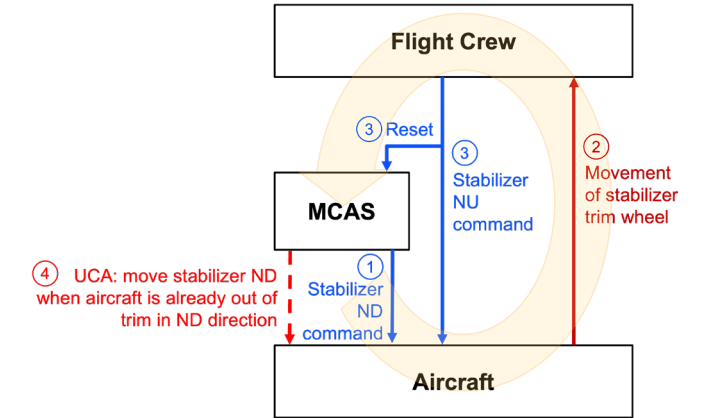 Flight Crew
3 Reset
3
Stabilizer
NU
command
2
Movement
of stabilizer
trim wheel
MCAS
4 UCA: move stabilizer ND
when aircraft is already out of
trim in ND direction
1
Stabilizer
ND
command
Aircraft